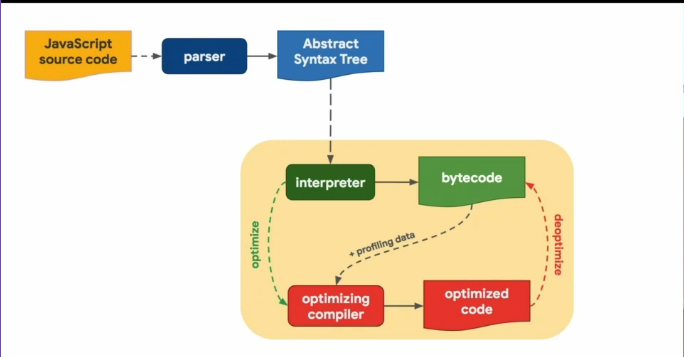 JavaScript
source code
parser
Abstract
Syntax Tree
interpreter
bytecode
optimize
+ profiling data
deoptimize
optimizing
compiler
optimized
code